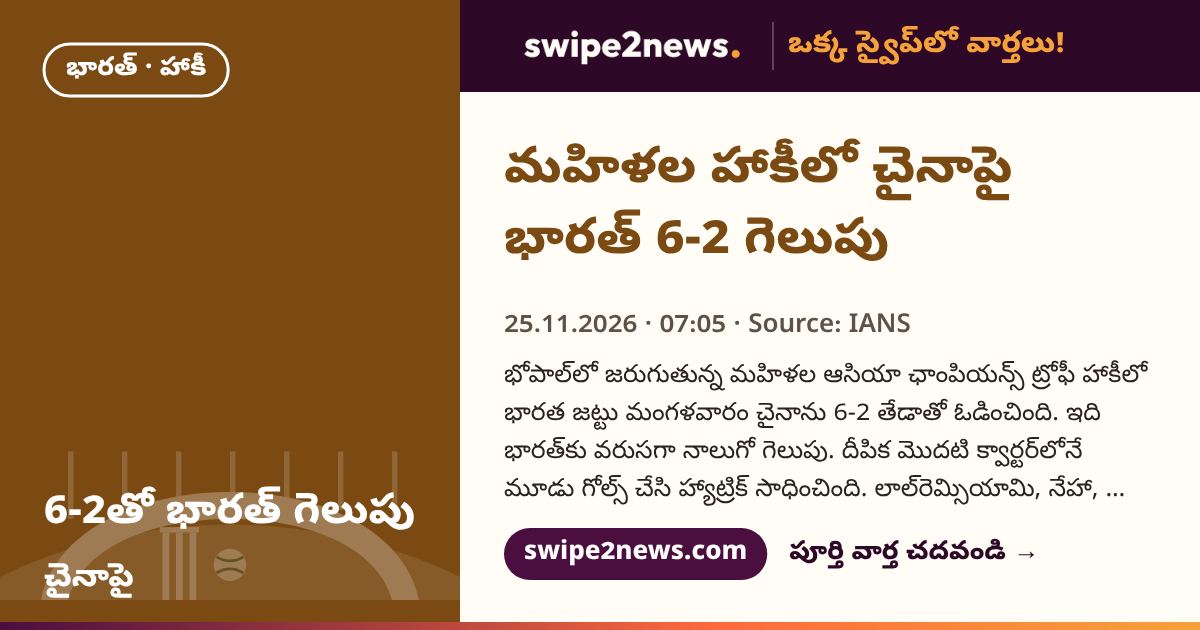 భారత్ · హాకీ
6-2తో భారత్ గెలుపు
చైనాపై
swipe2news.
ఒక్క స్వైప్‌లో వార్తలు!
మహిళల హాకీలో చైనాపై
భారత్ 6-2 గెలుపు
25.11.2026 · 07:05 · Source: IANS
భోపాల్‌లో జరుగుతున్న మహిళల ఆసియా ఛాంపియన్స్ ట్రోఫీ హాకీలో
భారత జట్టు మంగళవారం చైనాను 6-2 తేడాతో ఓడించింది. ఇది
భారత్‌కు వరుసగా నాలుగో గెలుపు. దీపిక మొదటి క్వార్టర్‌లోనే
మూడు గోల్స్ చేసి హ్యాట్రిక్ సాధించింది. లాల్‌రెమ్సియామి, నేహా, ...
swipe2news.com
పూర్తి వార్త చదవండి →